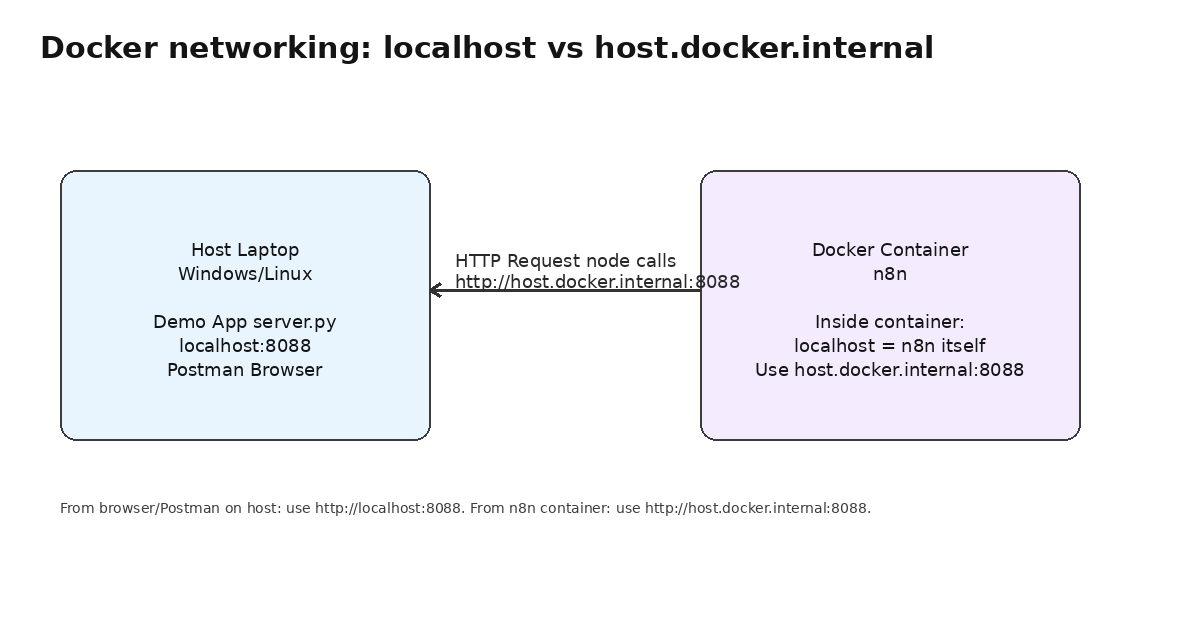 Docker networking: localhost vs host.docker.internal
Host Laptop
Windows/Linux
Demo App server.py
localhost:8088
Postman Browser
HTTP Request node calls
http://host.docker.internal:8088
Docker Container
n8n
Inside container:
localhost = n8n itself
Use host.docker.internal:8088
From browser/Postman on host: use http://localhost:8088. From n8n container: use http://host.docker.internal:8088.